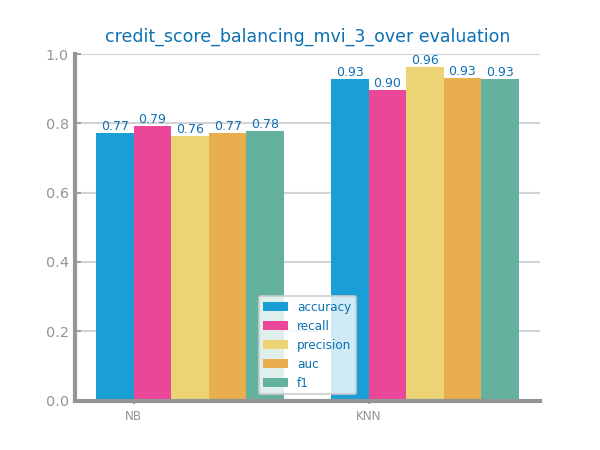 credit_score_balancing_mvi_3_over evaluation
1.0
0.8
0.6
0.4
0.2
0.0
0.77 0.79 0.76 0.77 0.78
0.93 0.90 0.96 0.93 0.93
accuracy
recall
precision
auc
f1
NB KNN